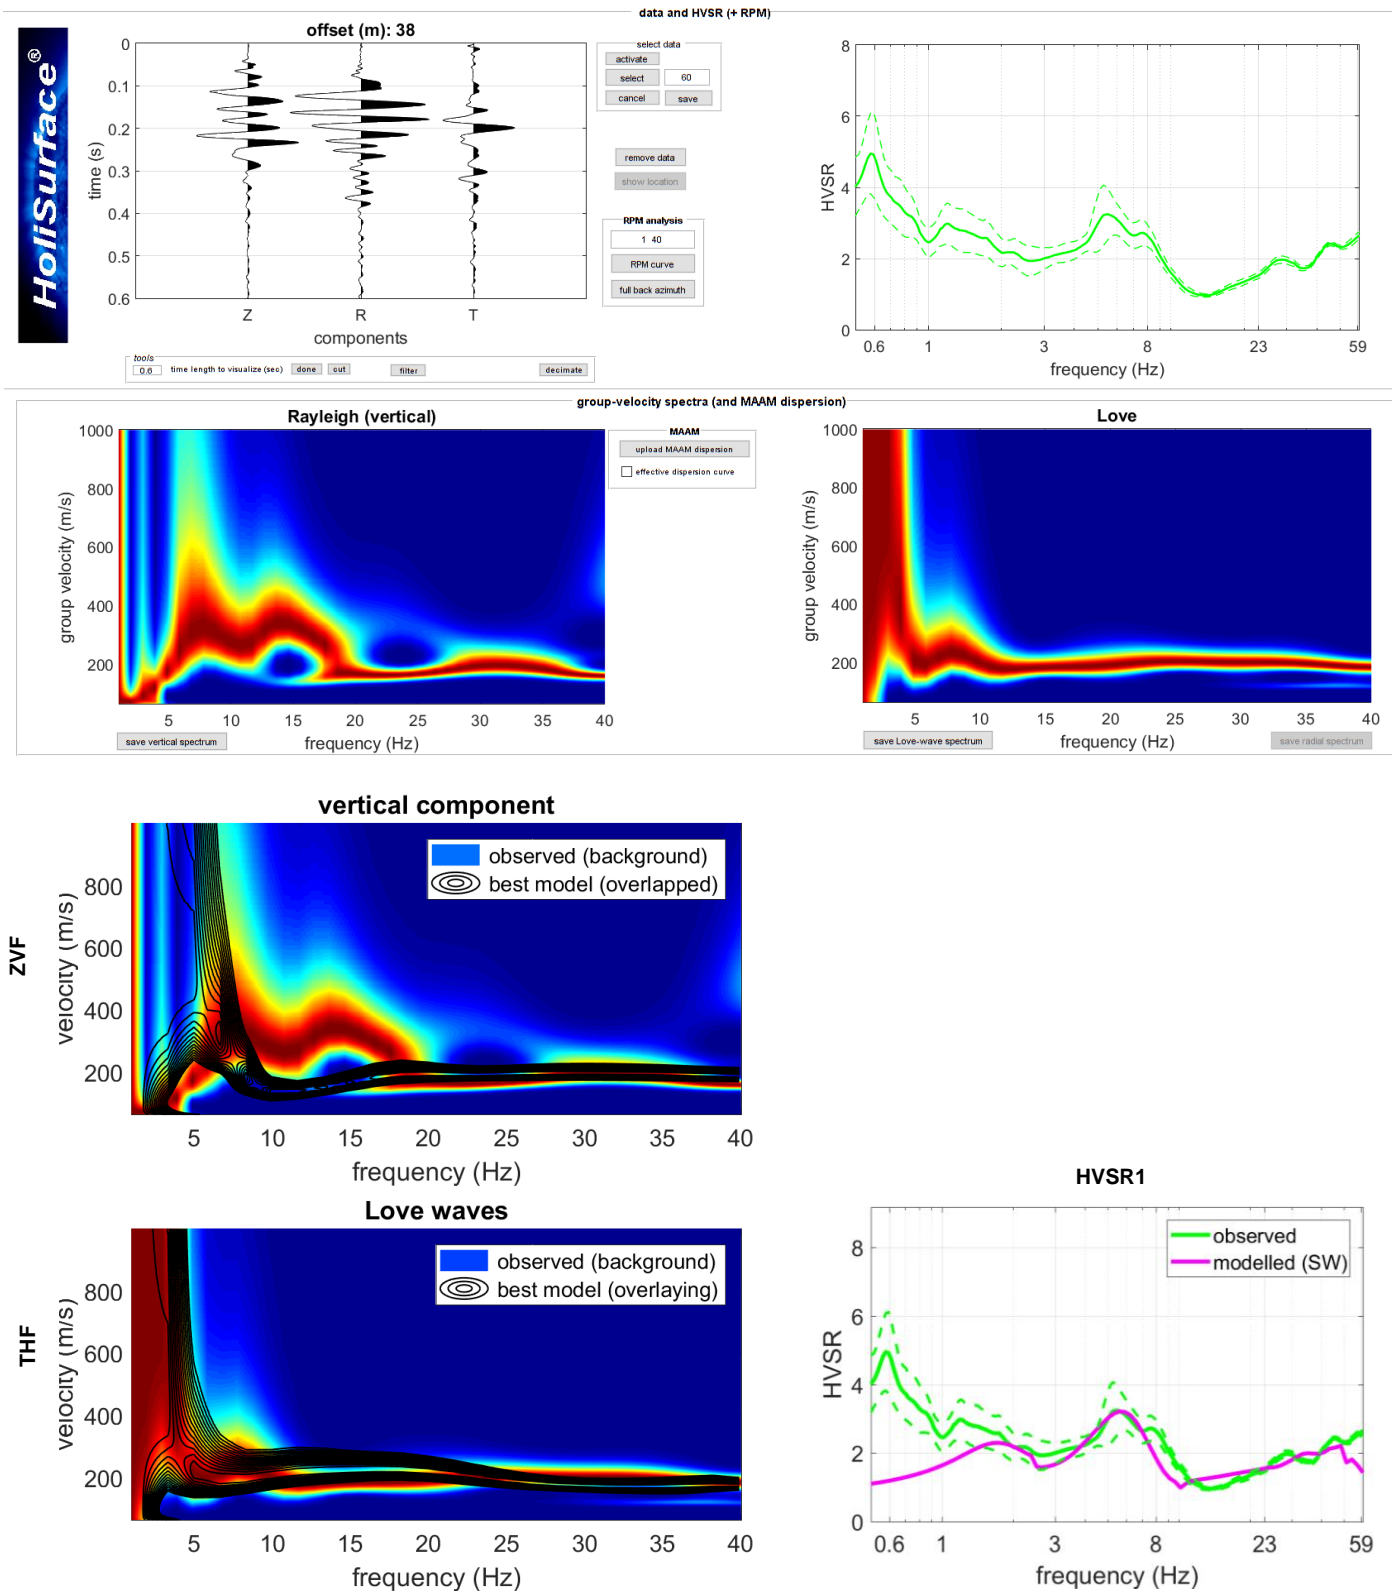 data and HVSR (+ RPM)
HoliSurface®
offset (m): 38
0
0.1
0.2
0.3
0.4
0.5
0.6
time (s)
Z R T
components
select data
activate
select 60
cancel save
remove data
show location
RPM analysis
1 40
RPM curve
full back azimuth
tools
0.6 time length to visualize (sec) done cut filter decimate
8
6
4
2
0
HVSR
0.6 1 3 8 23 59
frequency (Hz)
group-velocity spectra (and MAAM dispersion)
Rayleigh (vertical)
1000
800
600
400
200
group velocity (m/s)
5 10 15 20 25 30 35 40
frequency (Hz)
save vertical spectrum
MAAM
upload MAAM dispersion
effective dispersion curve
Love
1000
800
600
400
200
group velocity (m/s)
5 10 15 20 25 30 35 40
frequency (Hz)
save Love-wave spectrum
save radial spectrum
vertical component
ZVF
observed (background)
best model (overlapped)
800
600
400
200
velocity (m/s)
5 10 15 20 25 30 35 40
frequency (Hz)
Love waves
THF
observed (background)
best model (overlaying)
800
600
400
200
velocity (m/s)
5 10 15 20 25 30 35 40
frequency (Hz)
HVSR1
observed
modelled (SW)
8
6
4
2
0
HVSR
0.6 1 3 8 23 59
frequency (Hz)